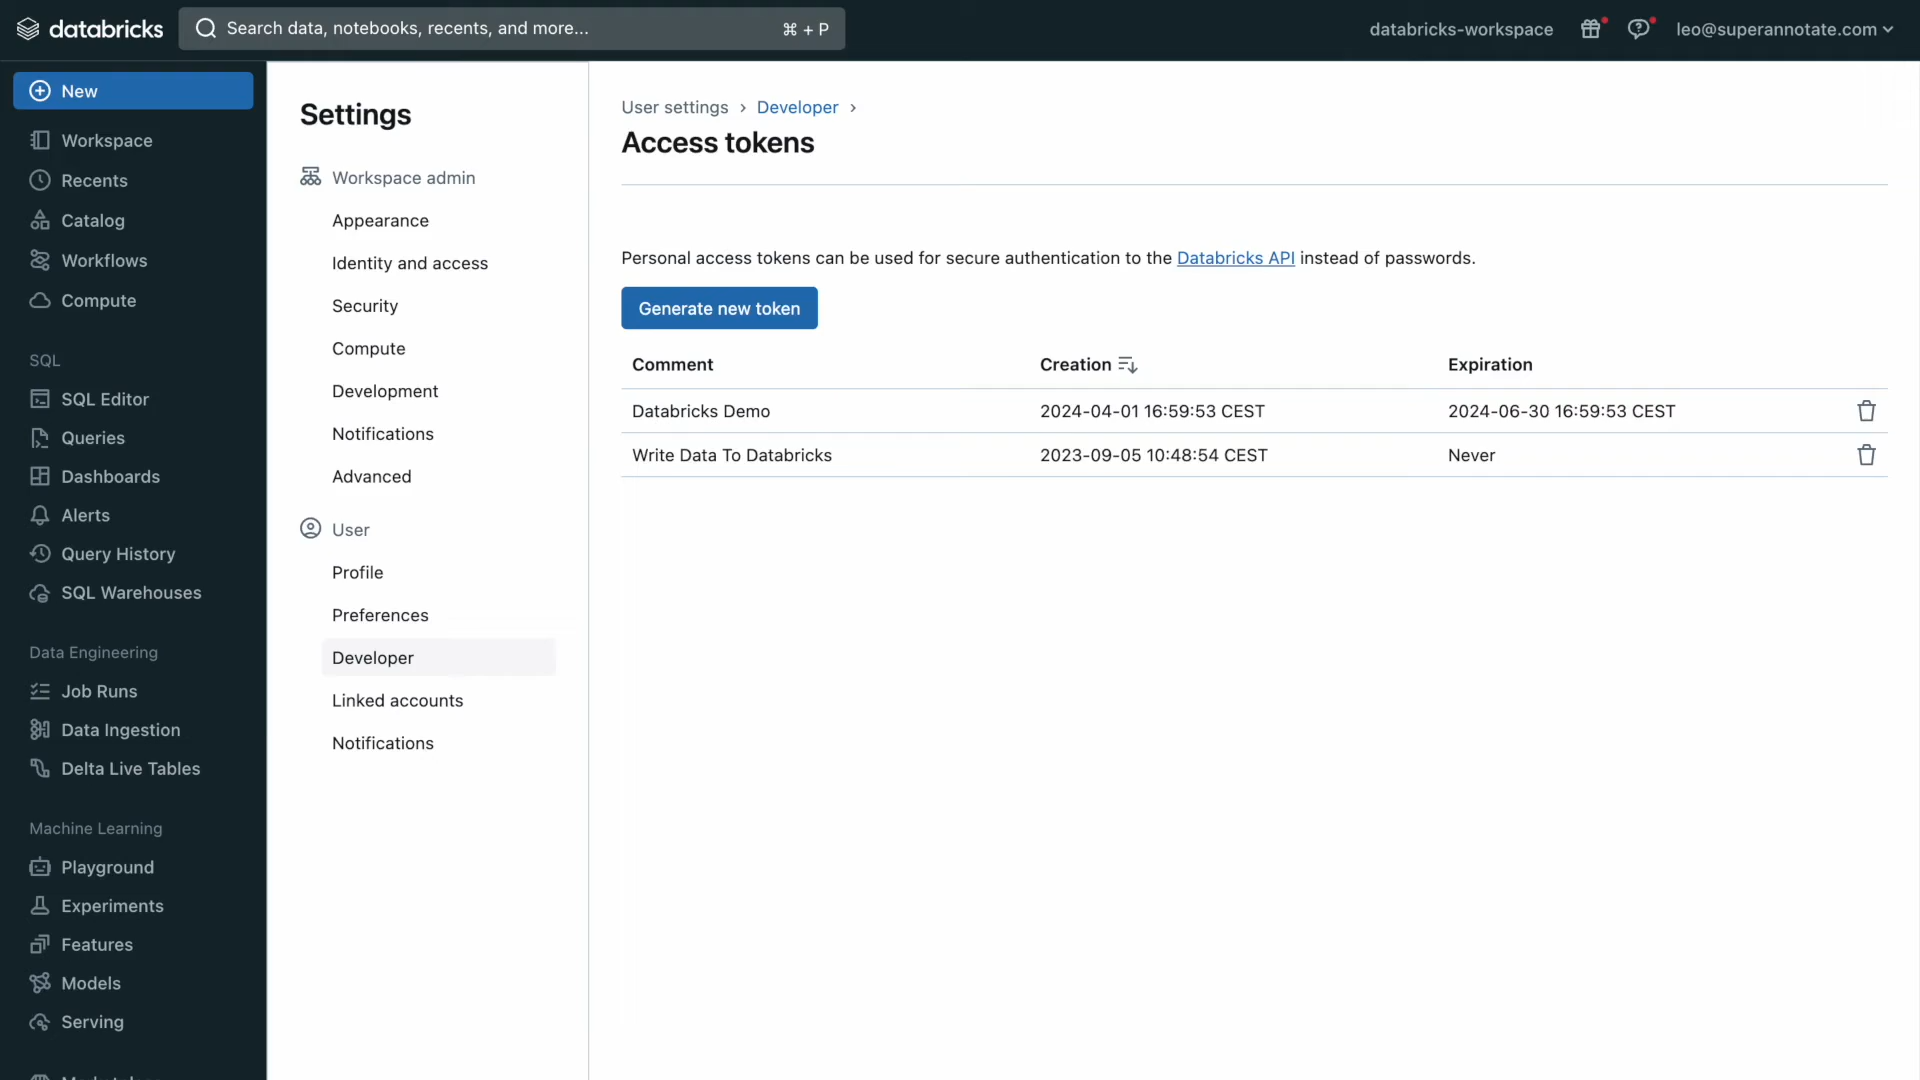 databricks
Search data, notebooks, recents, and more...
⌘ + P
databricks-workspace
leo@superannotate.com
New
Workspace
Recents
Catalog
Workflows
Compute
SQL
SQL Editor
Queries
Dashboards
Alerts
Query History
SQL Warehouses
Data Engineering
Job Runs
Data Ingestion
Delta Live Tables
Machine Learning
Playground
Experiments
Features
Models
Serving
Settings
Workspace admin
Appearance
Identity and access
Security
Compute
Development
Notifications
Advanced
User
Profile
Preferences
Developer
Linked accounts
Notifications
User settings > Developer >
Access tokens
Personal access tokens can be used for secure authentication to the Databricks API instead of passwords.
Generate new token
Comment Creation Expiration
Databricks Demo 2024-04-01 16:59:53 CEST 2024-06-30 16:59:53 CEST
Write Data To Databricks 2023-09-05 10:48:54 CEST Never